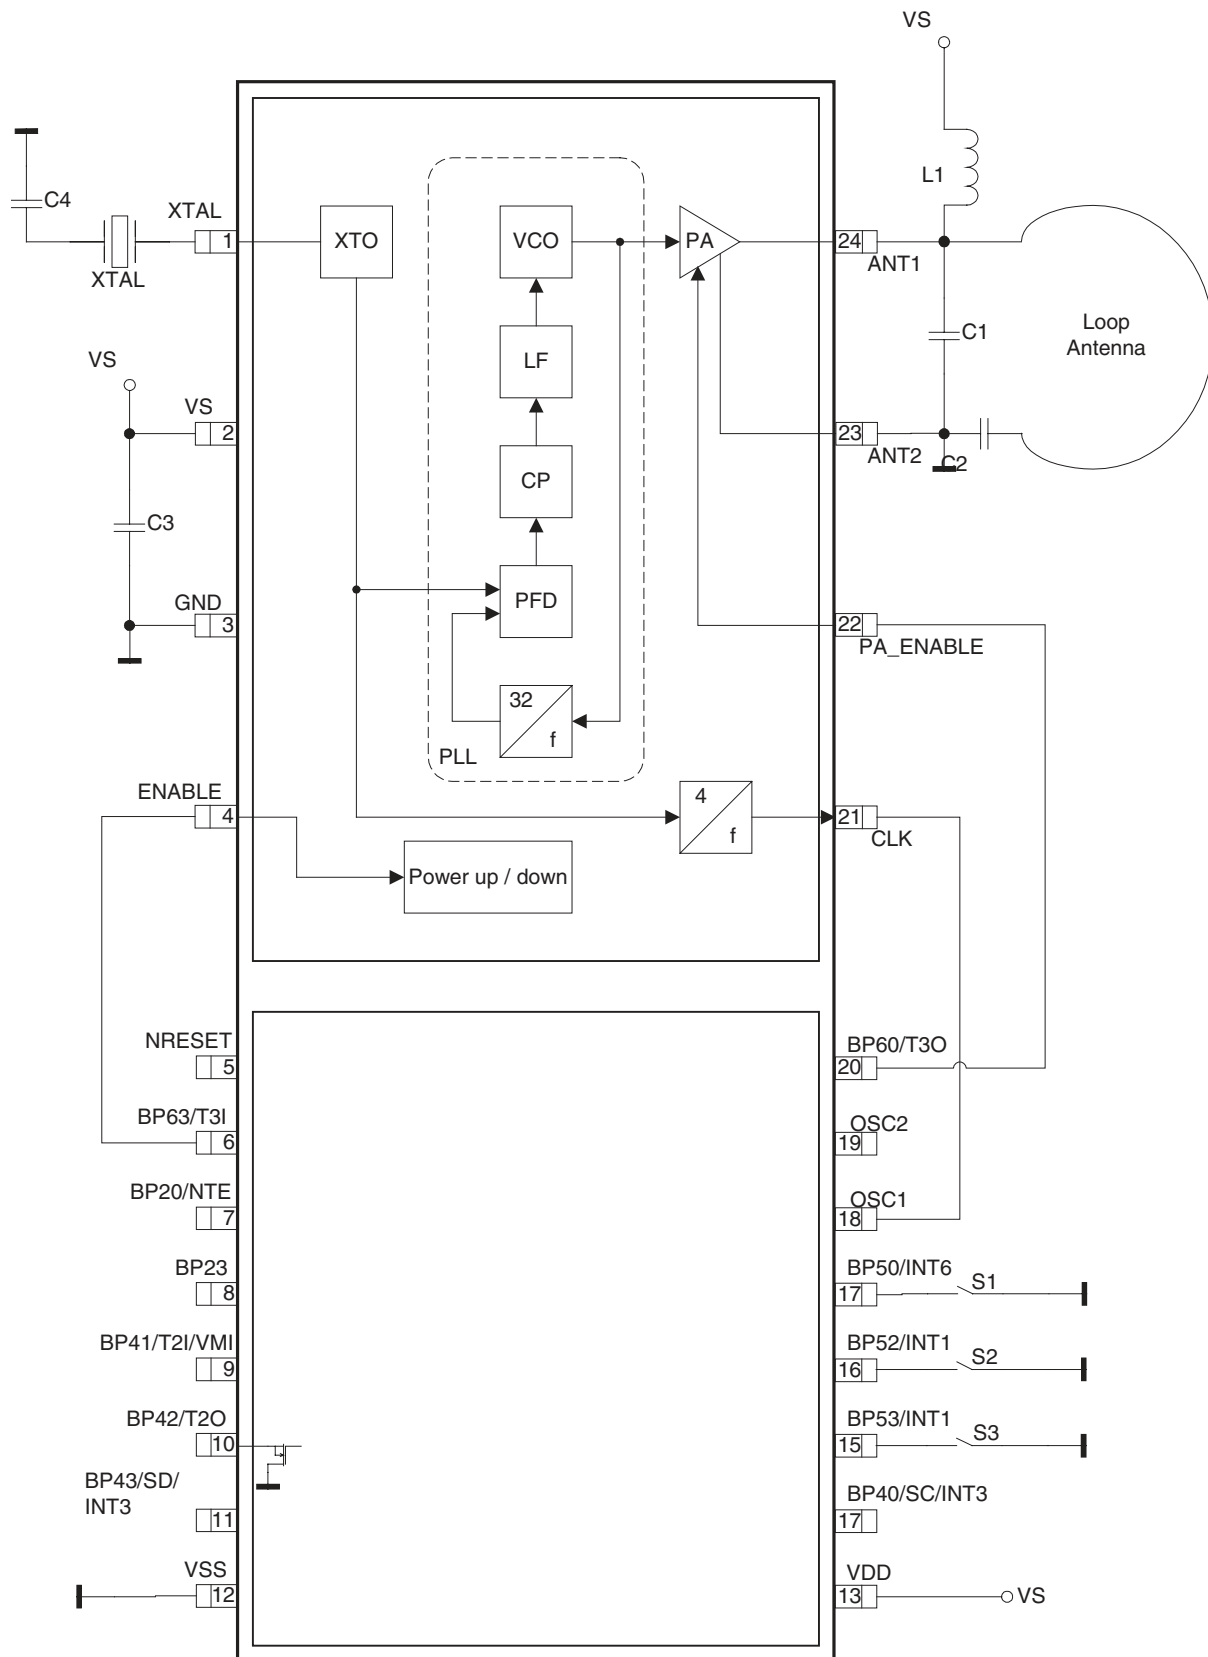 VS
L1
C4
XTAL
1
XTAL
XTO
VCO
PA
24
ANT1
C1
Loop
Antenna
LF
VS
VS
2
23
ANT2
C2
CP
C3
PFD
GND
3
22
PA_ENABLE
32
f
PLL
ENABLE
4
4
f
21
CLK
Power up / down
NRESET
5
BP60/T3O
20
BP63/T3I
6
OSC2
19
BP20/NTE
7
OSC1
18
BP23
8
BP50/INT6
17
S1
BP41/T2I/VMI
9
BP52/INT1
16
S2
BP42/T2O
10
BP53/INT1
15
S3
BP43/SD/
INT3
11
BP40/SC/INT3
17
VSS
12
VDD
13
VS